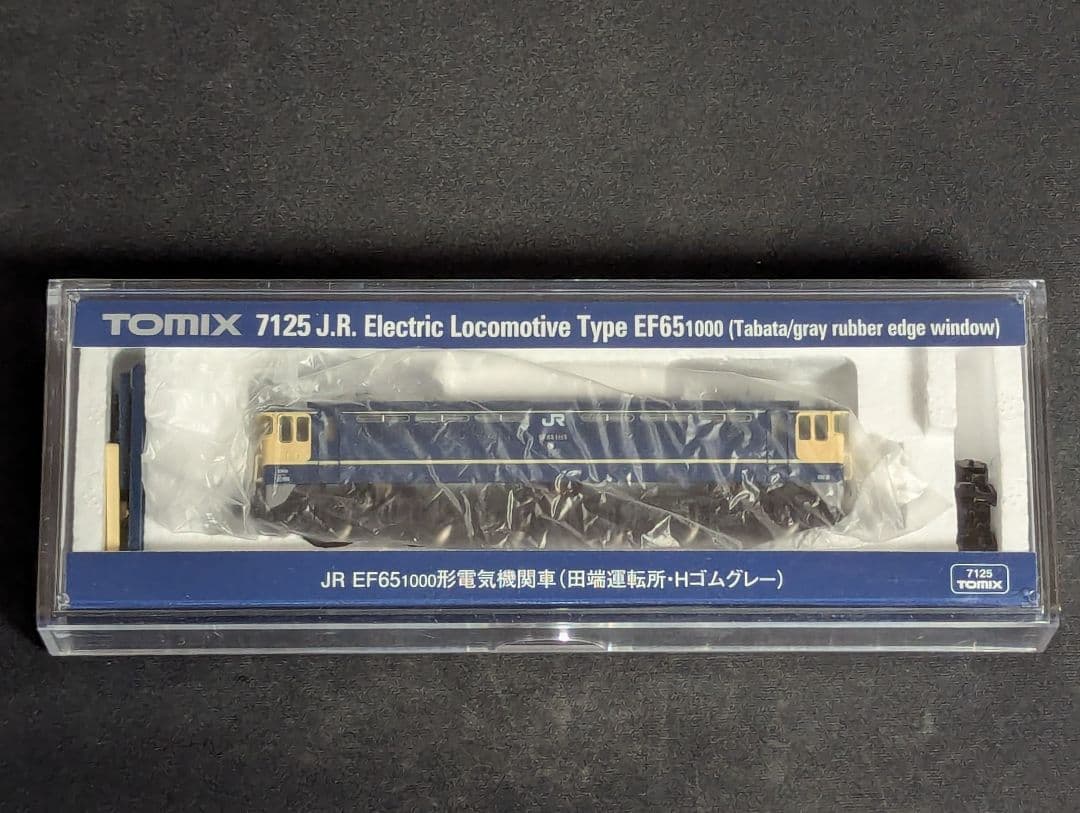 TOMIX 7125 J.R. Electric Locomotive Type EF651000 (Tabata/gray rubber edge window)
JR
JR EF651000形電気機関車(田端運転所・Hゴムグレー)
7125
TOMIX